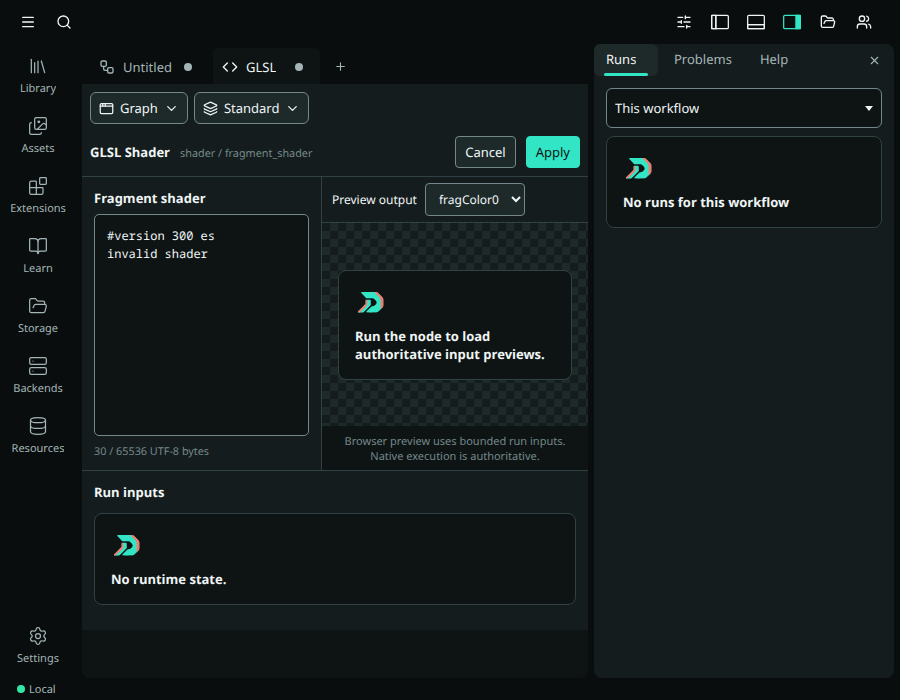 Untitled
GLSL
Library
Assets
Extensions
Learn
Storage
Backends
Resources
Settings
Local
Graph
Standard
GLSL Shader
shader / fragment_shader
Cancel
Apply
Fragment shader
#version 300 es
invalid shader
30 / 65536 UTF-8 bytes
Preview output
fragColor0
Run the node to load
authoritative input previews.
Browser preview uses bounded run inputs.
Native execution is authoritative.
Run inputs
No runtime state.
Runs
Problems
Help
This workflow
No runs for this workflow